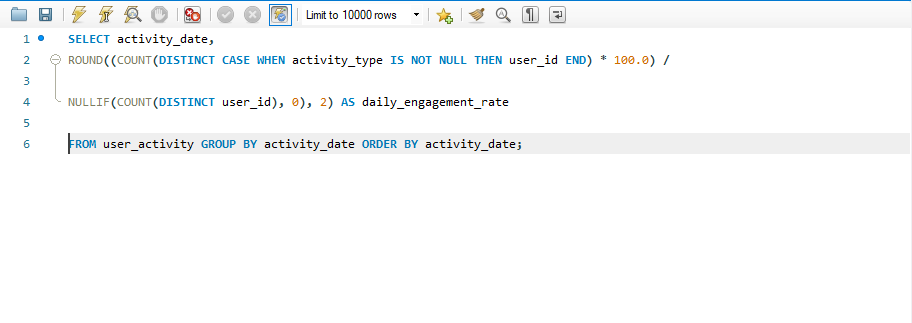 Limit to 10000 rows
1 SELECT activity_date,
2 ROUND((COUNT(DISTINCT CASE WHEN activity_type IS NOT NULL THEN user_id END) * 100.0) /
3
4 NULLIF(COUNT(DISTINCT user_id), 0), 2) AS daily_engagement_rate
5
6 FROM user_activity GROUP BY activity_date ORDER BY activity_date;